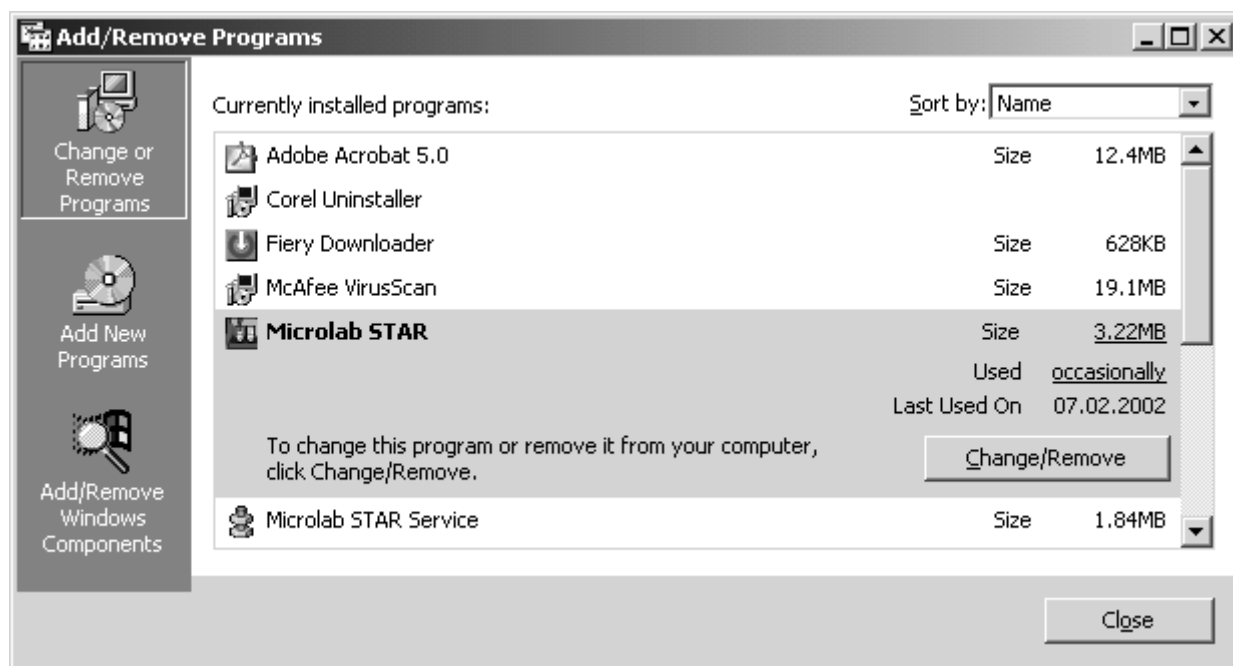 Add/Remove Programs
Change or
Remove
Programs
Add New
Programs
Add/Remove
Windows
Components
Currently installed programs:
Sort by: Name
Adobe Acrobat 5.0 Size 12.4MB
Corel Uninstaller
Fiery Downloader Size 628KB
McAfee VirusScan Size 19.1MB
Microlab STAR Size 3.22MB
Used occasionally
Last Used On 07.02.2002
To change this program or remove it from your computer,
click Change/Remove.
Change/Remove
Microlab STAR Service Size 1.84MB
Close